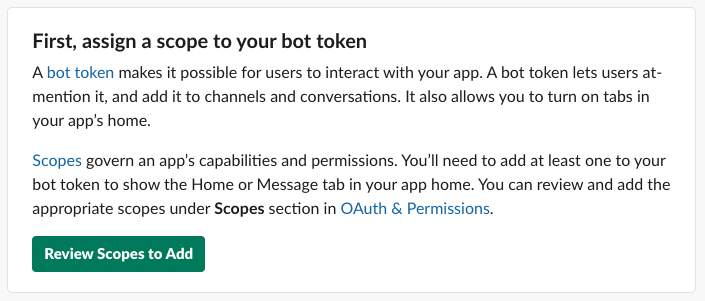 First, assign a scope to your bot token
A bot token makes it possible for users to interact with your app. A bot token lets users at-
mention it, and add it to channels and conversations. It also allows you to turn on tabs in
your app's home.
Scopes govern an app's capabilities and permissions. You'll need to add at least one to your
bot token to show the Home or Message tab in your app home. You can review and add the
appropriate scopes under Scopes section in OAuth & Permissions.
Review Scopes to Add